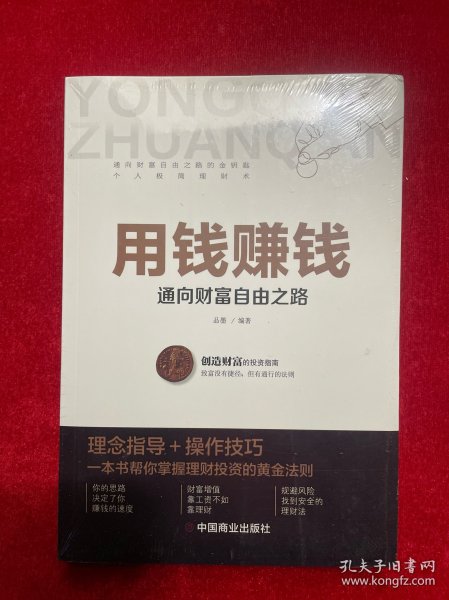 YONGQIAN
ZHUANQIAN
通向财富自由之路的金钥匙
个人极简理财术
用钱赚钱
通向财富自由之路
品墨 / 编著
创造财富的投资指南
致富没有捷径，但有通行的法则
理念指导+操作技巧
一本书帮你掌握理财投资的黄金法则
你的思路
决定了你
赚钱的速度
财富增值
靠工资不如
靠理财
规避风险
找到安全的
理财法
中国商业出版社
孔夫子旧书网
www.kongfz.com